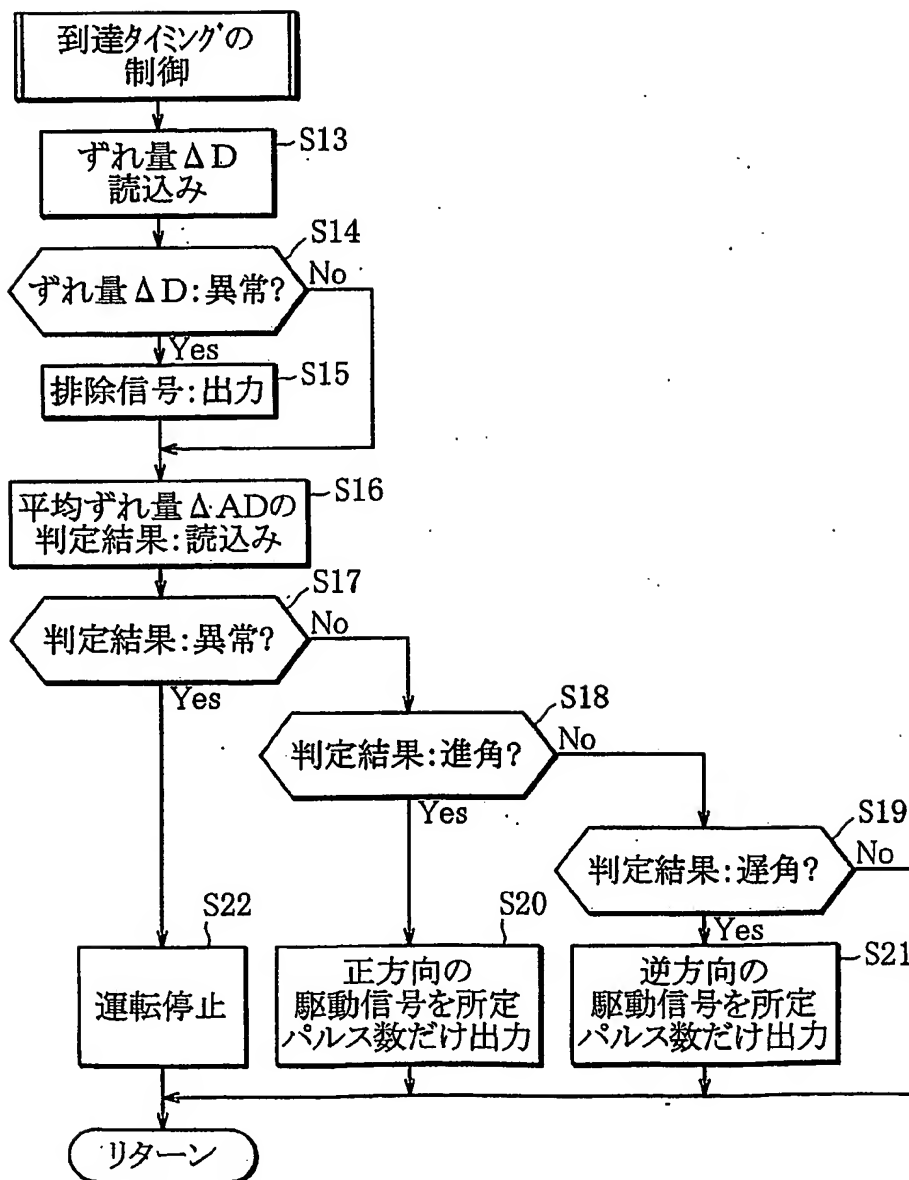 到達タイミングの
制御
S13
ずれ量ΔD
読込み
S14
ずれ量ΔD:異常?
No
Yes
S15
排除信号:出力
S16
平均ずれ量ΔADの
判定結果:読込み
S17
判定結果:異常?
No
Yes
S18
判定結果:進角?
No
Yes
S19
判定結果:遅角?
No
Yes
S22
運転停止
S20
正方向の
駆動信号を所定
パルス数だけ出力
S21
逆方向の
駆動信号を所定
パルス数だけ出力
リターン